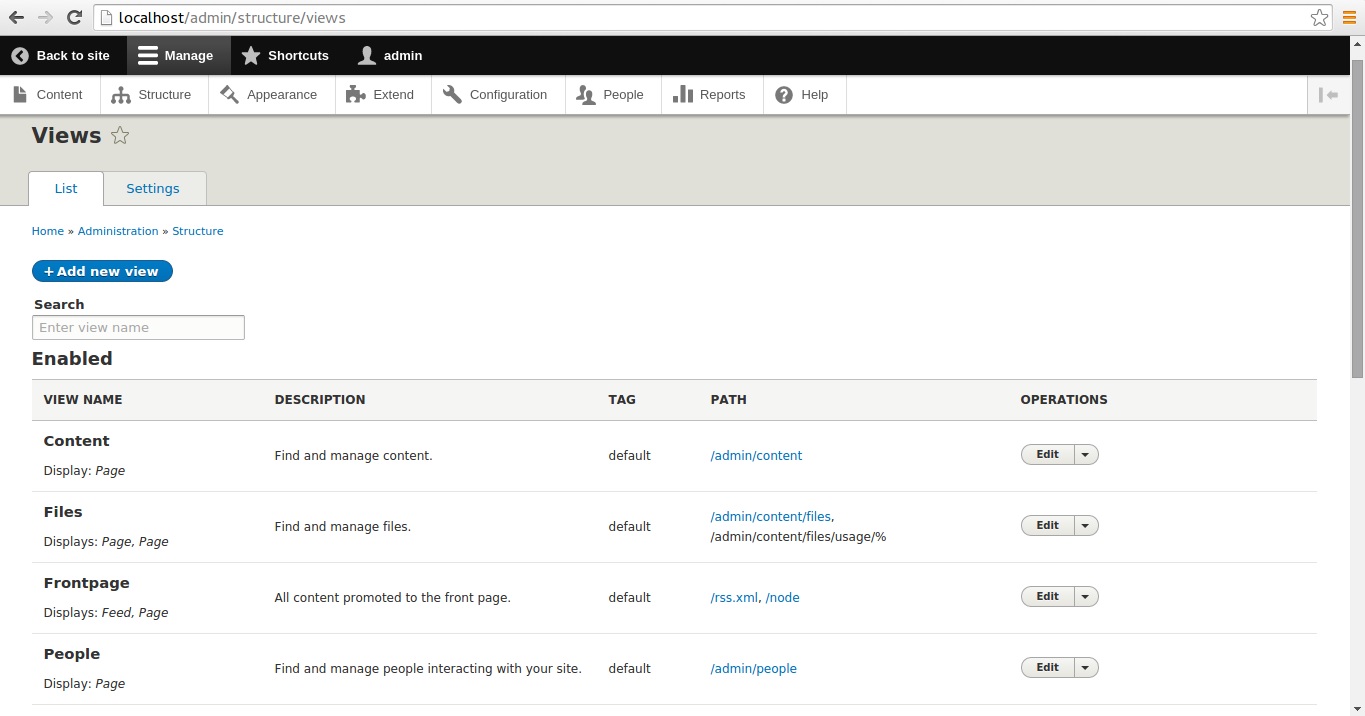 localhost/admin/structure/views
Back to site Manage Shortcuts admin
Content Structure Appearance Extend Configuration People Reports Help
Views
List Settings
Home » Administration » Structure
+ Add new view
Search
Enter view name
Enabled
VIEW NAME DESCRIPTION TAG PATH OPERATIONS
Content
Display: Page
Find and manage content. default /admin/content Edit
Files
Displays: Page, Page
Find and manage files. default /admin/content/files,
/admin/content/files/usage/%
Edit
Frontpage
Displays: Feed, Page
All content promoted to the front page. default /rss.xml, /node Edit
People
Display: Page
Find and manage people interacting with your site. default /admin/people Edit